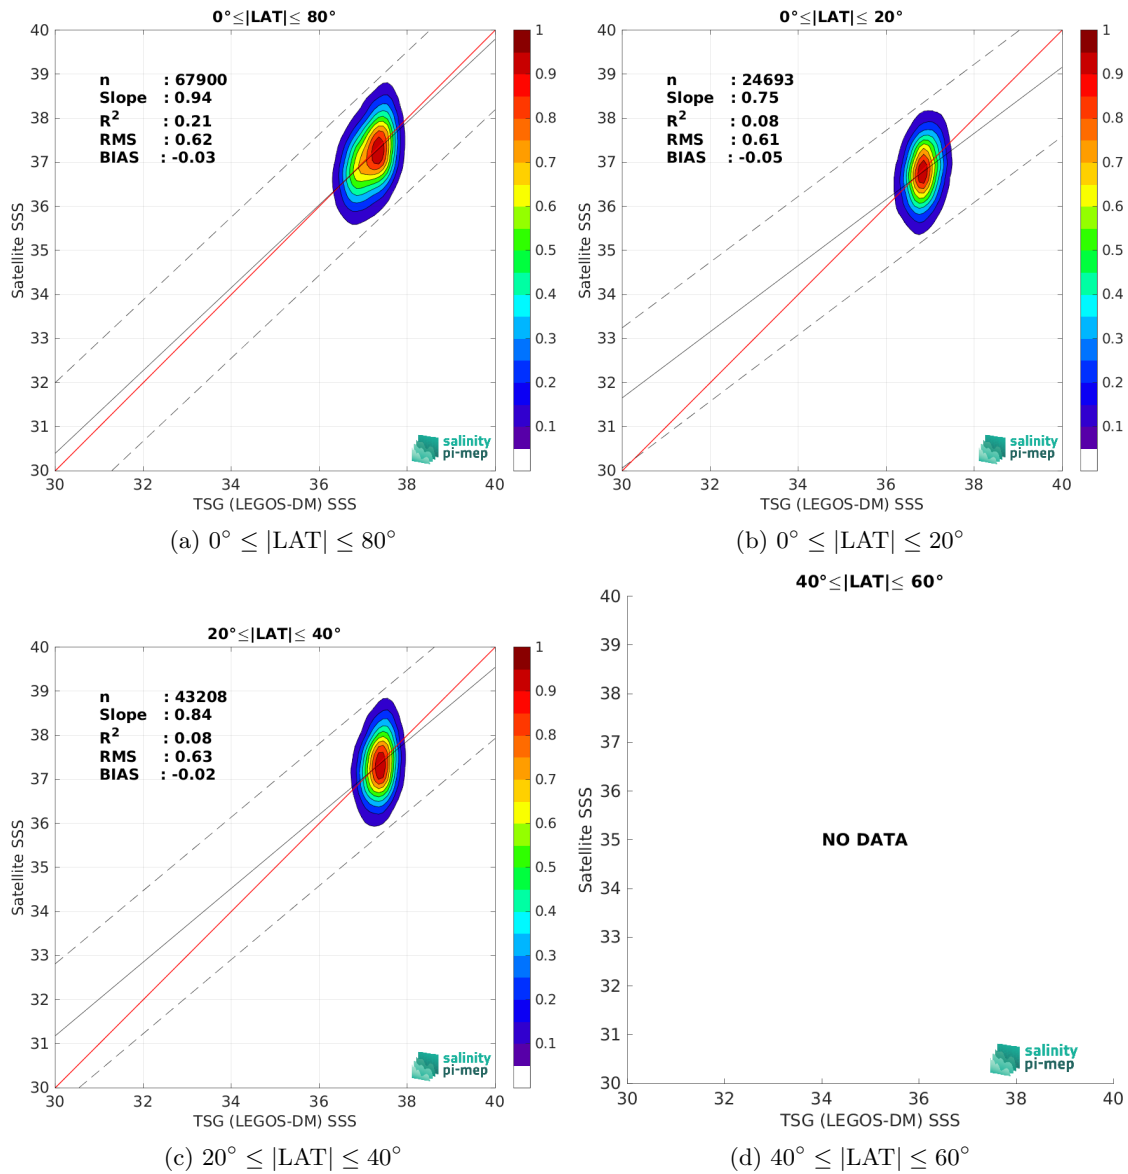 0°≤|LAT|≤ 80°
40
39
38
37
36
35
34
33
32
31
30
Satellite SSS
n : 67900
Slope : 0.94
R² : 0.21
RMS : 0.62
BIAS : -0.03
salinity
pi-mep
30 32 34 36 38 40
TSG (LEGOS-DM) SSS
1
0.9
0.8
0.7
0.6
0.5
0.4
0.3
0.2
0.1
(a) 0° ≤ |LAT| ≤ 80°
0°≤|LAT|≤ 20°
40
39
38
37
36
35
34
33
32
31
30
Satellite SSS
n : 24693
Slope : 0.75
R² : 0.08
RMS : 0.61
BIAS : -0.05
salinity
pi-mep
30 32 34 36 38 40
TSG (LEGOS-DM) SSS
1
0.9
0.8
0.7
0.6
0.5
0.4
0.3
0.2
0.1
(b) 0° ≤ |LAT| ≤ 20°
20°≤|LAT|≤ 40°
40
39
38
37
36
35
34
33
32
31
30
Satellite SSS
n : 43208
Slope : 0.84
R² : 0.08
RMS : 0.63
BIAS : -0.02
salinity
pi-mep
30 32 34 36 38 40
TSG (LEGOS-DM) SSS
1
0.9
0.8
0.7
0.6
0.5
0.4
0.3
0.2
0.1
(c) 20° ≤ |LAT| ≤ 40°
40°≤|LAT|≤ 60°
40
39
38
37
36
35
34
33
32
31
30
Satellite SSS
NO DATA
salinity
pi-mep
30 32 34 36 38 40
TSG (LEGOS-DM) SSS
(d) 40° ≤ |LAT| ≤ 60°